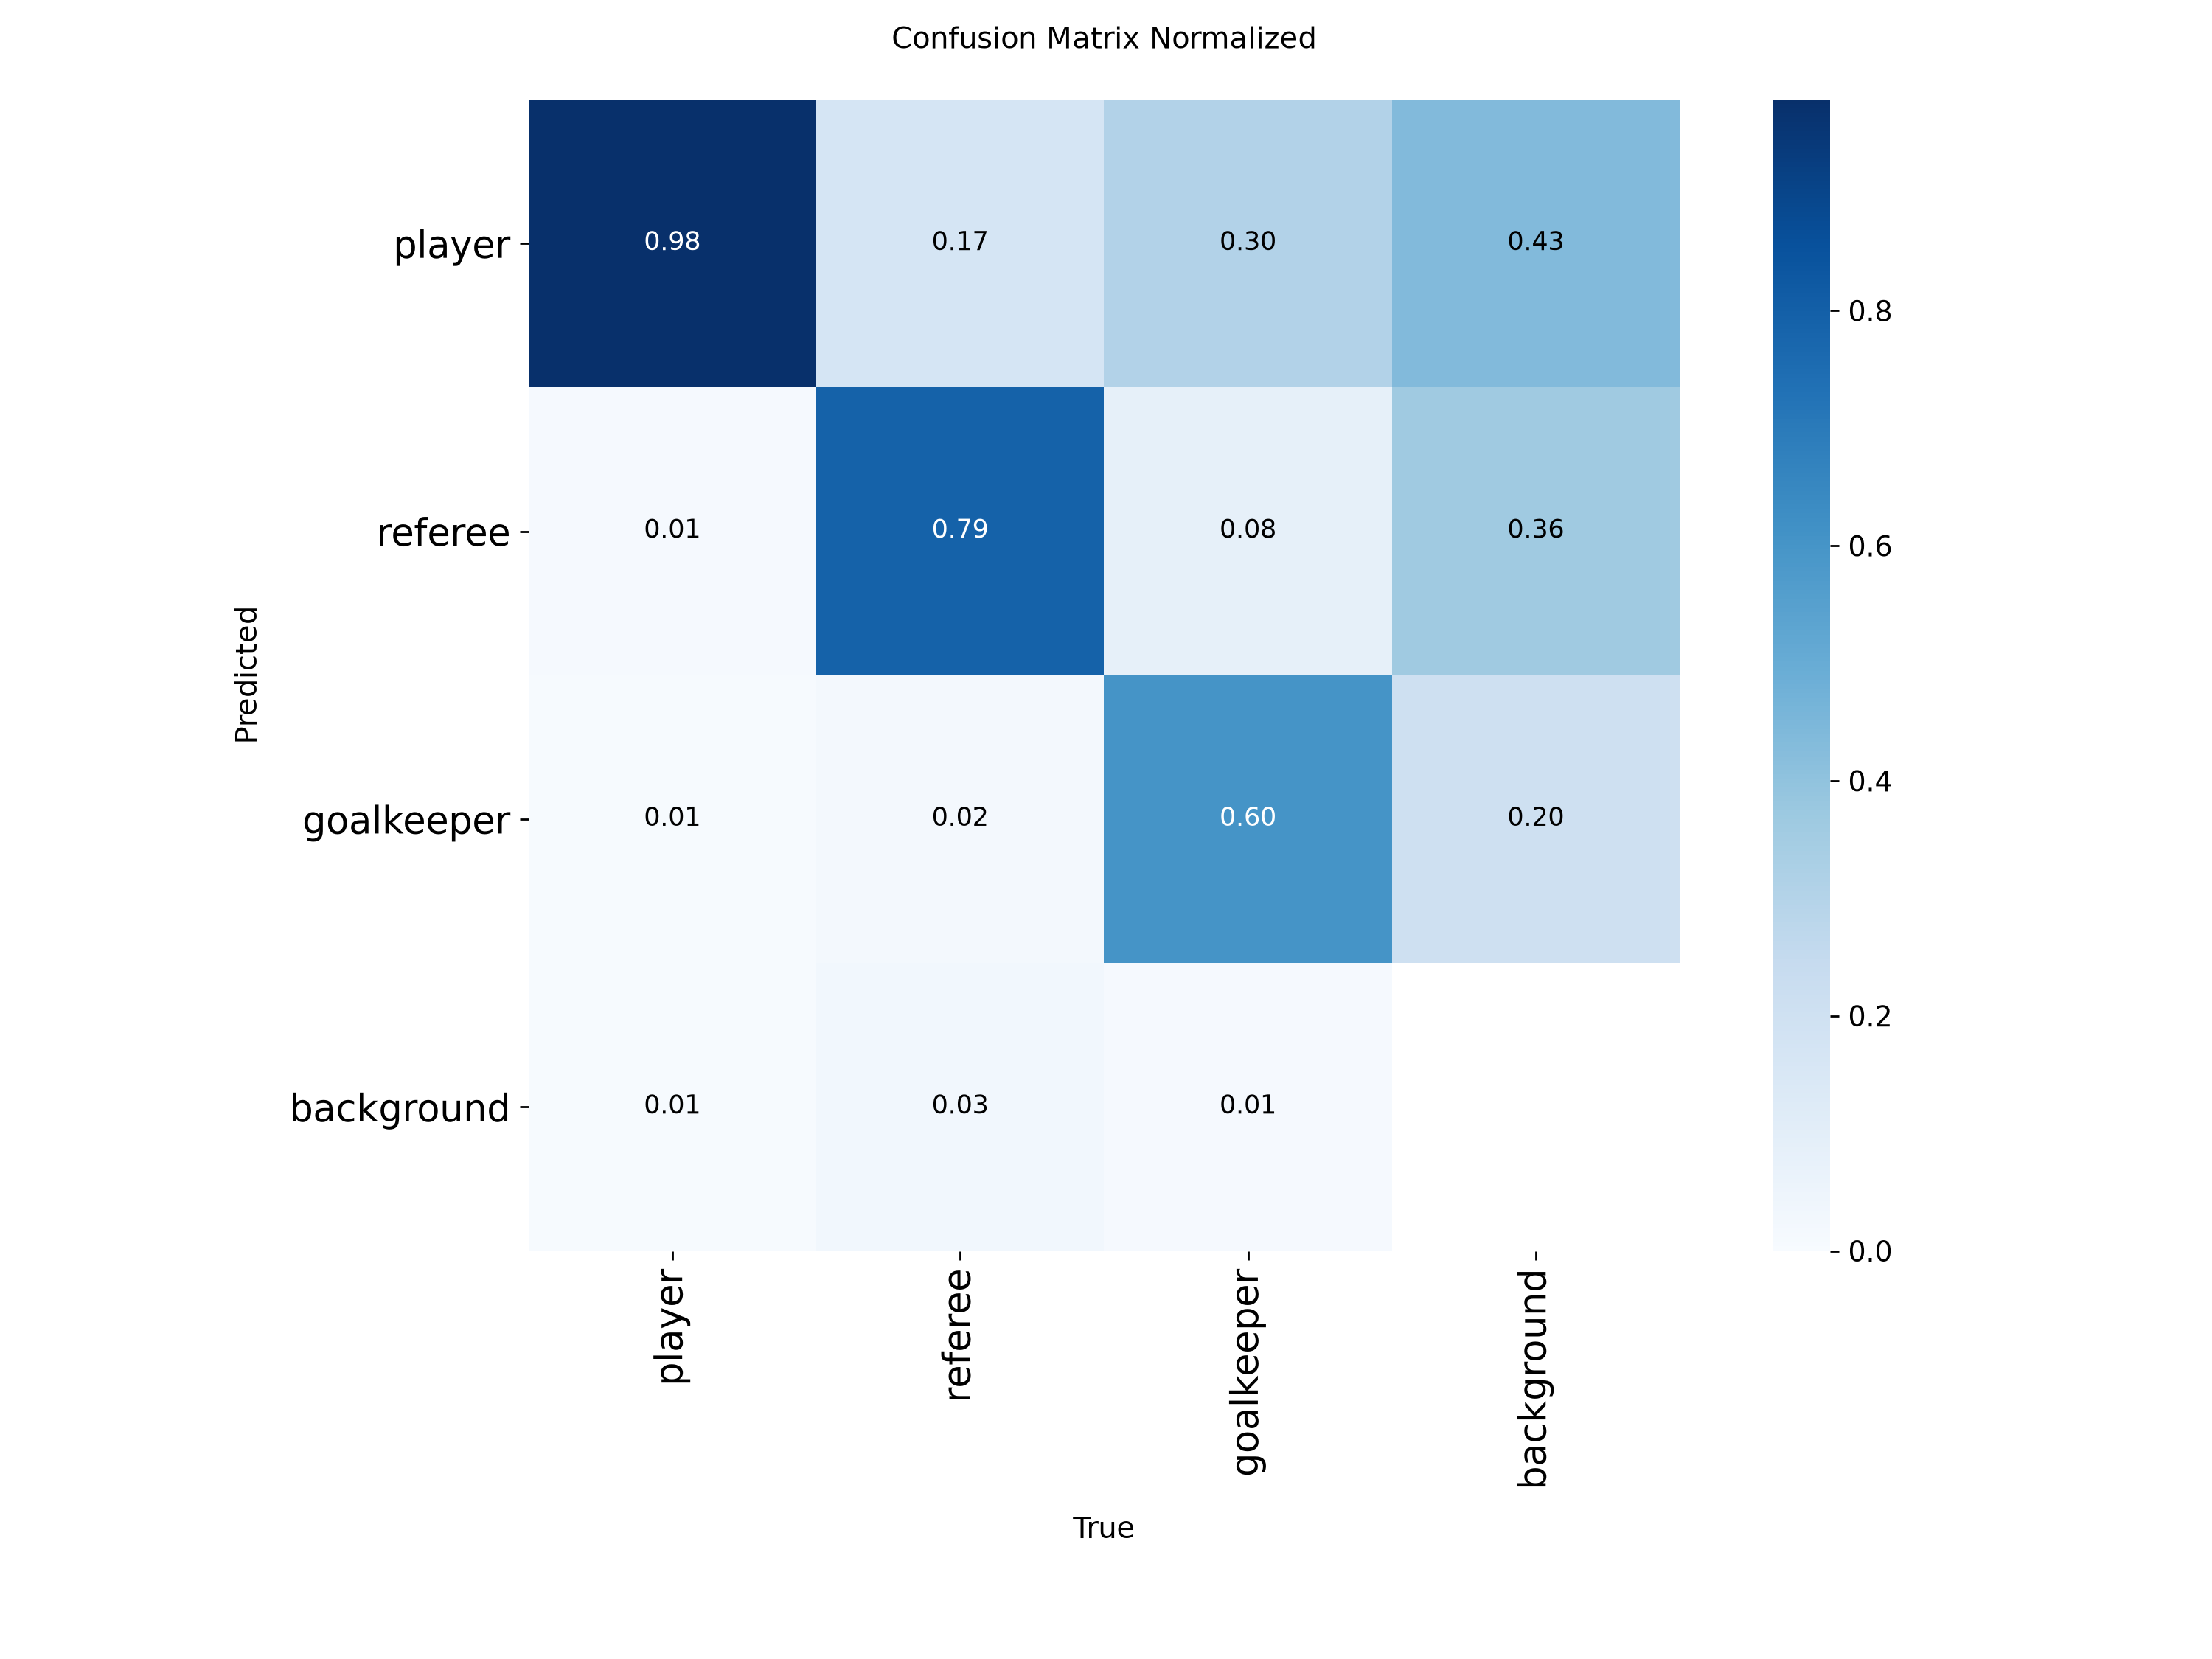 Confusion Matrix Normalized
player 0.98 0.17 0.30 0.43
referee 0.01 0.79 0.08 0.36
goalkeeper 0.01 0.02 0.60 0.20
background 0.01 0.03 0.01
Predicted
player referee goalkeeper background
True
0.8
0.6
0.4
0.2
0.0